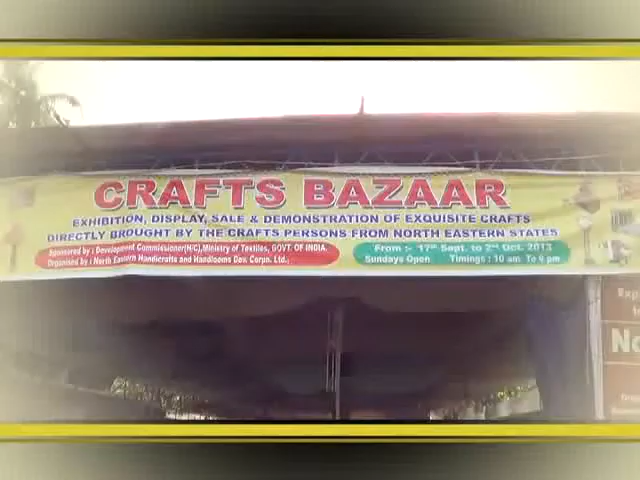 CRAFTS BAZAAR
EXHIBITION, DISPLAY, SALE & DEMONSTRATION OF EXQUISITE CRAFTS
DIRECTLY BROUGHT BY THE CRAFTS PERSONS FROM NORTH EASTERN STATES
Sponsored by : Development Commissioner(H/C),Ministry of Textiles, GOVT. OF INDIA.
Organised by : North Eastern Handicrafts and Handlooms Dev. Corpn. Ltd.,
From :- 17th Sept. to 2nd Oct. 2013
Sundays Open Timings : 10 am To 9 pm
No